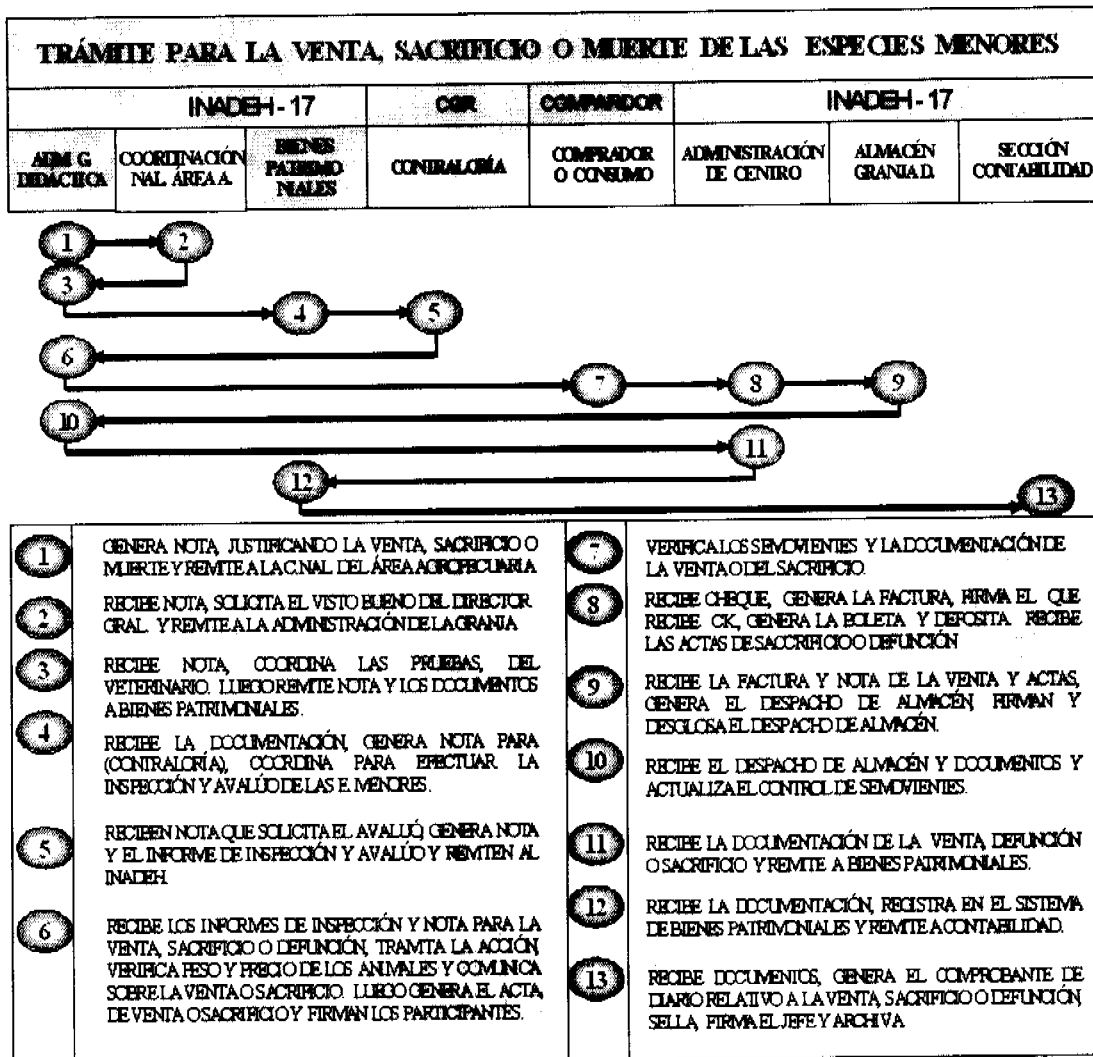 TRÁMITE PARA LA VENTA, SACRIFICIO O MUERTE DE LAS ESPECIES MENORES
INADEH - 17 CGR COMPARDOR INADEH - 17
ADM. G. DIDÁCTICA
COORDINACIÓN NAL. ÁREA A.
BIENES PATRIMO NIALES
CONTRALORÍA
COMPRADOR O CONSUMO
ADMINISTRACIÓN DE CENTRO
ALMACÉN GRANJA D.
SECCIÓN CONTABILIDAD
1 2
3
4 5
6
7 8 9
10
11
12
13
1
GENERA NOTA, JUSTIFICANDO LA VENTA, SACRIFICIO O
MUERTE Y REMITE A LA C.NAL DEL ÁREA AGROPECUARIA
2
RECIBE NOTA, SOLICITA EL VISTO BUENO DEL DIRECTOR
GRAL. Y REMITE A LA ADMINISTRACIÓN DE LA GRANJA
3
RECIBE NOTA, COORDINA LAS PRUEBAS, DEL
VETERINARIO. LUEGO REMITE NOTA Y LOS DOCUMENTOS
A BIENES PATRIMONIALES.
4
RECIBE LA DOCUMENTACIÓN, GENERA NOTA PARA
(CONTRALORÍA), COORDINA PARA EFECTUAR LA
INSPECCIÓN Y AVALÚO DE LAS E. MENORES.
5
RECIBEN NOTA QUE SOLICITA EL AVALUÓ, GENERA NOTA
Y EL INFORME DE INSPECCIÓN Y AVALÚO Y REMITEN AL
INADEH.
6
RECIBE LOS INFORMES DE INSPECCIÓN Y NOTA PARA LA
VENTA, SACRIFICIO O DEFUNCIÓN, TRAMITA LA ACCIÓN,
VERIFICA PESO Y PRECIO DE LOS ANIMALES Y COMUNICA
SOBRE LA VENTA O SACRIFICIO. LUEGO GENERA EL ACTA,
DE VENTA O SACRIFICIO Y FIRMAN LOS PARTICIPANTES.
7
VERIFICA LOS SEMOVIENTES Y LA DOCUMENTACIÓN DE
LA VENTA O DEL SACRIFICIO.
8
RECIBE CHEQUE, GENERA LA FACTURA, FIRMA EL QUE
RECIBE CK, GENERA LA BOLETA Y DEPOSITA. RECIBE
LAS ACTAS DE SACCRIFICIO O DEFUNCIÓN
9
RECIBE LA FACTURA Y NOTA DE LA VENTA Y ACTAS,
GENERA EL DESPACHO DE ALMACÉN, FIRMAN Y
DESGLOSA EL DESPACHO DE ALMACÉN.
10
RECIBE EL DESPACHO DE ALMACÉN Y DOCUMENTOS Y
ACTUALIZA EL CONTROL DE SEMOVIENTES.
11
RECIBE LA DOCUMENTACIÓN DE LA VENTA, DEFUNCIÓN
O SACRIFICIO Y REMITE A BIENES PATRIMONIALES.
12
RECIBE LA DOCUMENTACIÓN, REGISTRA EN EL SISTEMA
DE BIENES PATRIMONIALES Y REMITE A CONTABILIDAD.
13
RECIBE DOCUMENTOS, GENERA EL COMPROBANTE DE
DIARIO RELATIVO A LA VENTA, SACRIFICIO O DEFUNCIÓN,
SELLA, FIRMA EL JEFE Y ARCHIVA